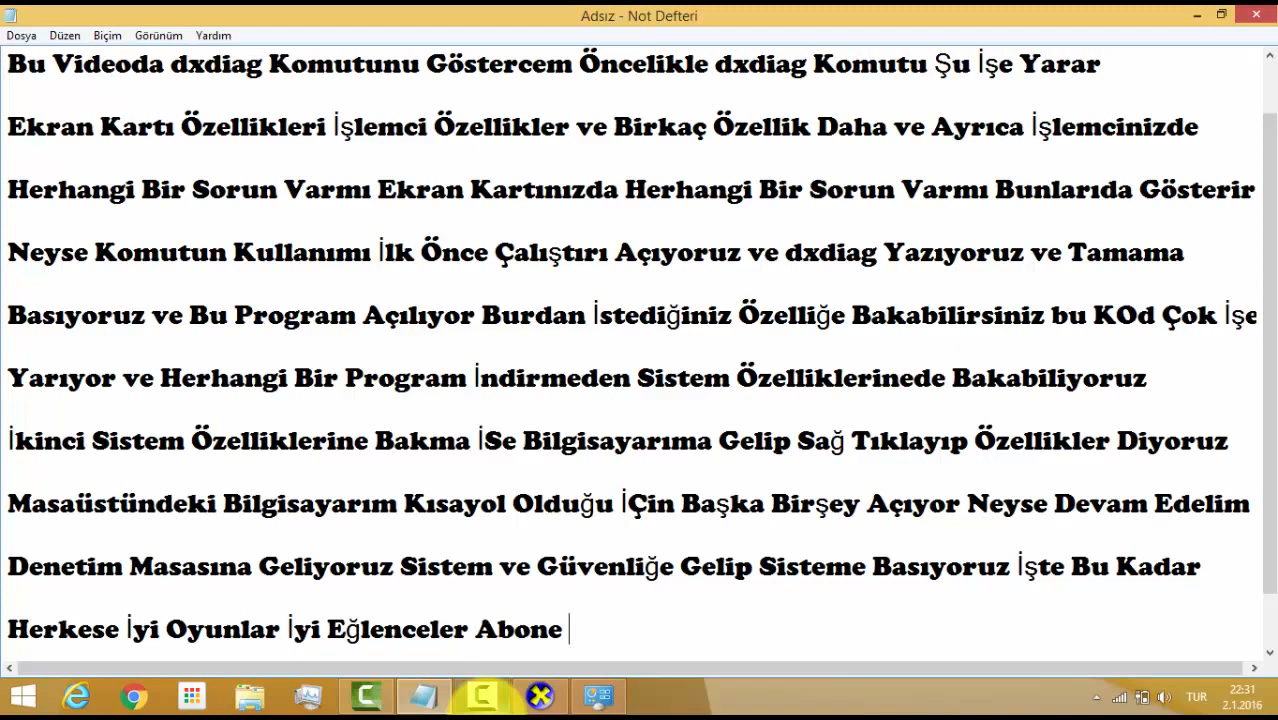 Adsız - Not Defteri
Dosya Düzen Biçim Görünüm Yardım
Bu Videoda dxdiag Komutunu Göstercem Öncelikle dxdiag Komutu Şu İşe Yarar
Ekran Kartı Özellikleri İşlemci Özellikler ve Birkaç Özellik Daha ve Ayrıca İşlemcinizde
Herhangi Bir Sorun Varmı Ekran Kartınızda Herhangi Bir Sorun Varmı Bunlarıda Gösterir
Neyse Komutun Kullanımı İlk Önce Çalıştırı Açıyoruz ve dxdiag Yazıyoruz ve Tamama
Basıyoruz ve Bu Program Açılıyor Burdan İstediğiniz Özelliğe Bakabilirsiniz bu KOd Çok İşe
Yarıyor ve Herhangi Bir Program İndirmeden Sistem Özelliklerinede Bakabiliyoruz
İkinci Sistem Özelliklerine Bakma İSe Bilgisayarıma Gelip Sağ Tıklayıp Özellikler Diyoruz
Masaüstündeki Bilgisayarım Kısayol Olduğu İÇin Başka Birşey Açıyor Neyse Devam Edelim
Denetim Masasına Geliyoruz Sistem ve Güvenliğe Gelip Sisteme Basıyoruz İşte Bu Kadar
Herkese İyi Oyunlar İyi Eğlenceler Abone
TUR
22:31
2.1.2016